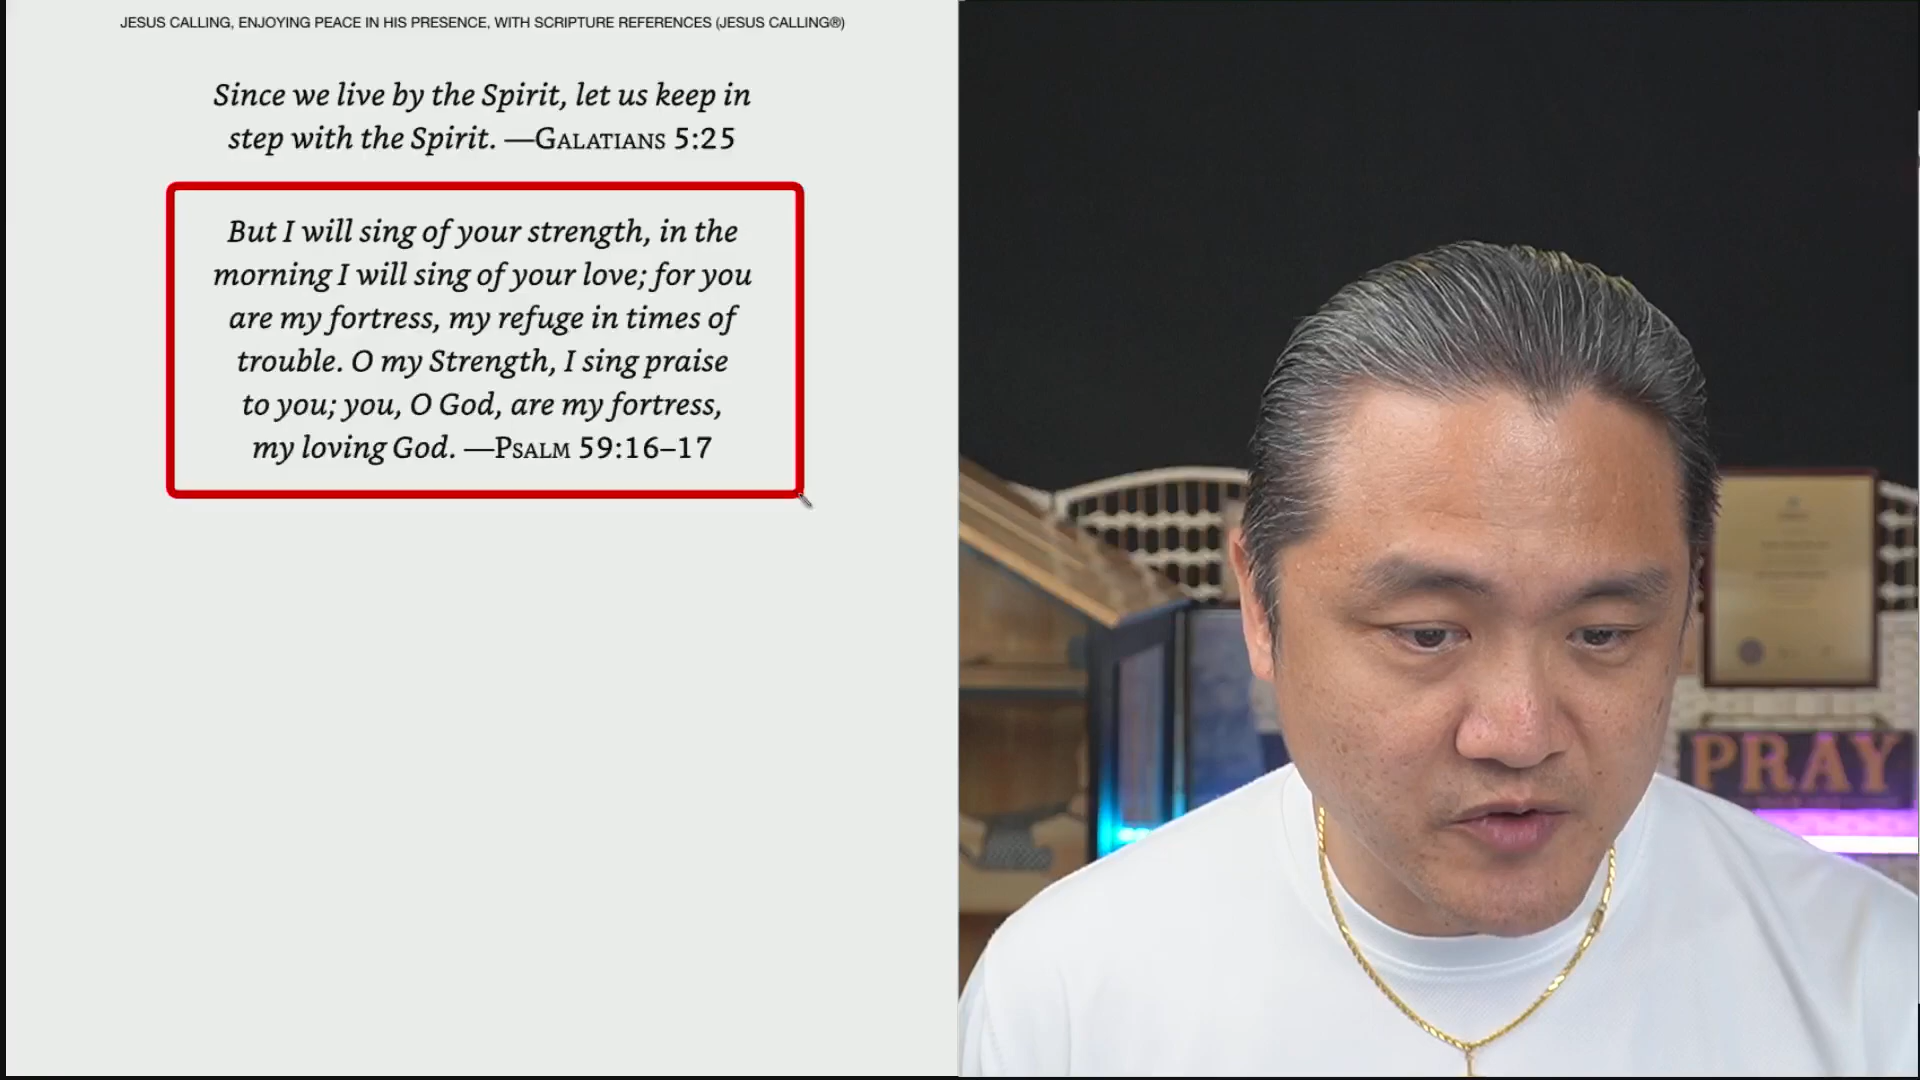 JESUS CALLING, ENJOYING PEACE IN HIS PRESENCE, WITH SCRIPTURE REFERENCES (JESUS CALLING®)
Since we live by the Spirit, let us keep in
step with the Spirit. —GALATIANS 5:25
But I will sing of your strength, in the
morning I will sing of your love; for you
are my fortress, my refuge in times of
trouble. O my Strength, I sing praise
to you; you, O God, are my fortress,
my loving God. —PSALM 59:16–17
PRAY